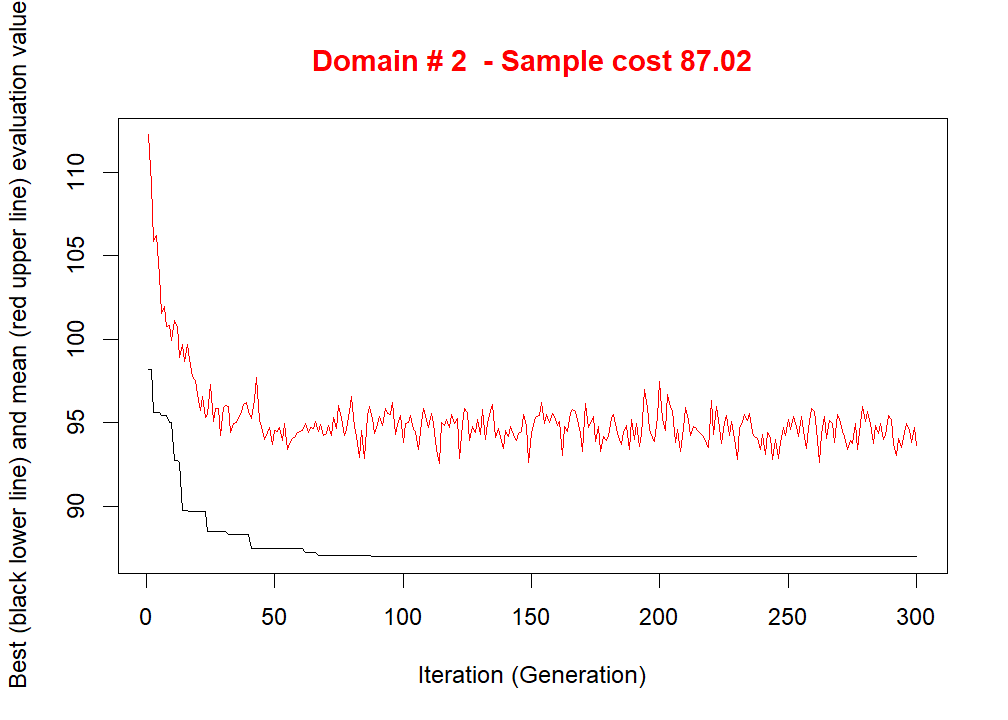 Domain # 2  - Sample cost 87.02
Best (black lower line) and mean (red upper line) evaluation value
110
105
100
95
90
0 50 100 150 200 250 300
Iteration (Generation)